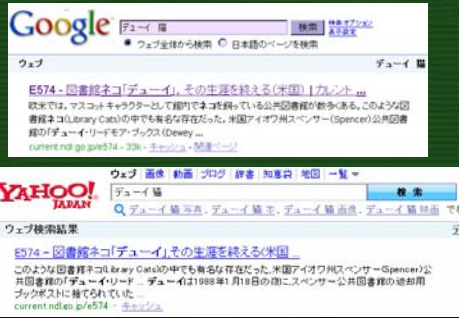 Google
デューイ 猫
検索
検索オプション
表示設定
ウェブ全体から検索 日本語のページを検索
ウェブ
デューイ 猫
E574 - 図書館ネコ「デューイ」，その生涯を終える（米国） | カレント ...
欧米では，マスコットキャラクターとして館内でネコを飼っている公共図書館が数多くある。このような図
書館ネコ（Library Cats）の中でも有名な存在だった，米国アイオワ州スペンサー（Spencer）公共図書
館の「デューイ・リードモア・ブックス（Dewey ...
current.ndl.go.jp/e574 - 33k - キャッシュ - 関連ページ
YAHOO!
JAPAN
ウェブ 画像 動画 ブログ 辞書 知恵袋 地図 一覧
デューイ 猫
検索
デューイ 猫 写真、デューイ 猫 本、デューイ 猫 画像、デューイ 猫 映画 で
ウェブ検索結果
E574 - 図書館ネコ「デューイ」，その生涯を終える（米国...
このような図書館ネコ（Library Cats）の中でも有名な存在だった，米国アイオワ州スペンサー（Spencer）公
共図書館の「デューイ・リード ... デューイは1988年1月18日の夜に，スペンサー公共図書館の返却用
ブックポストに捨てられていた ...
current.ndl.go.jp/e574 - キャッシュ